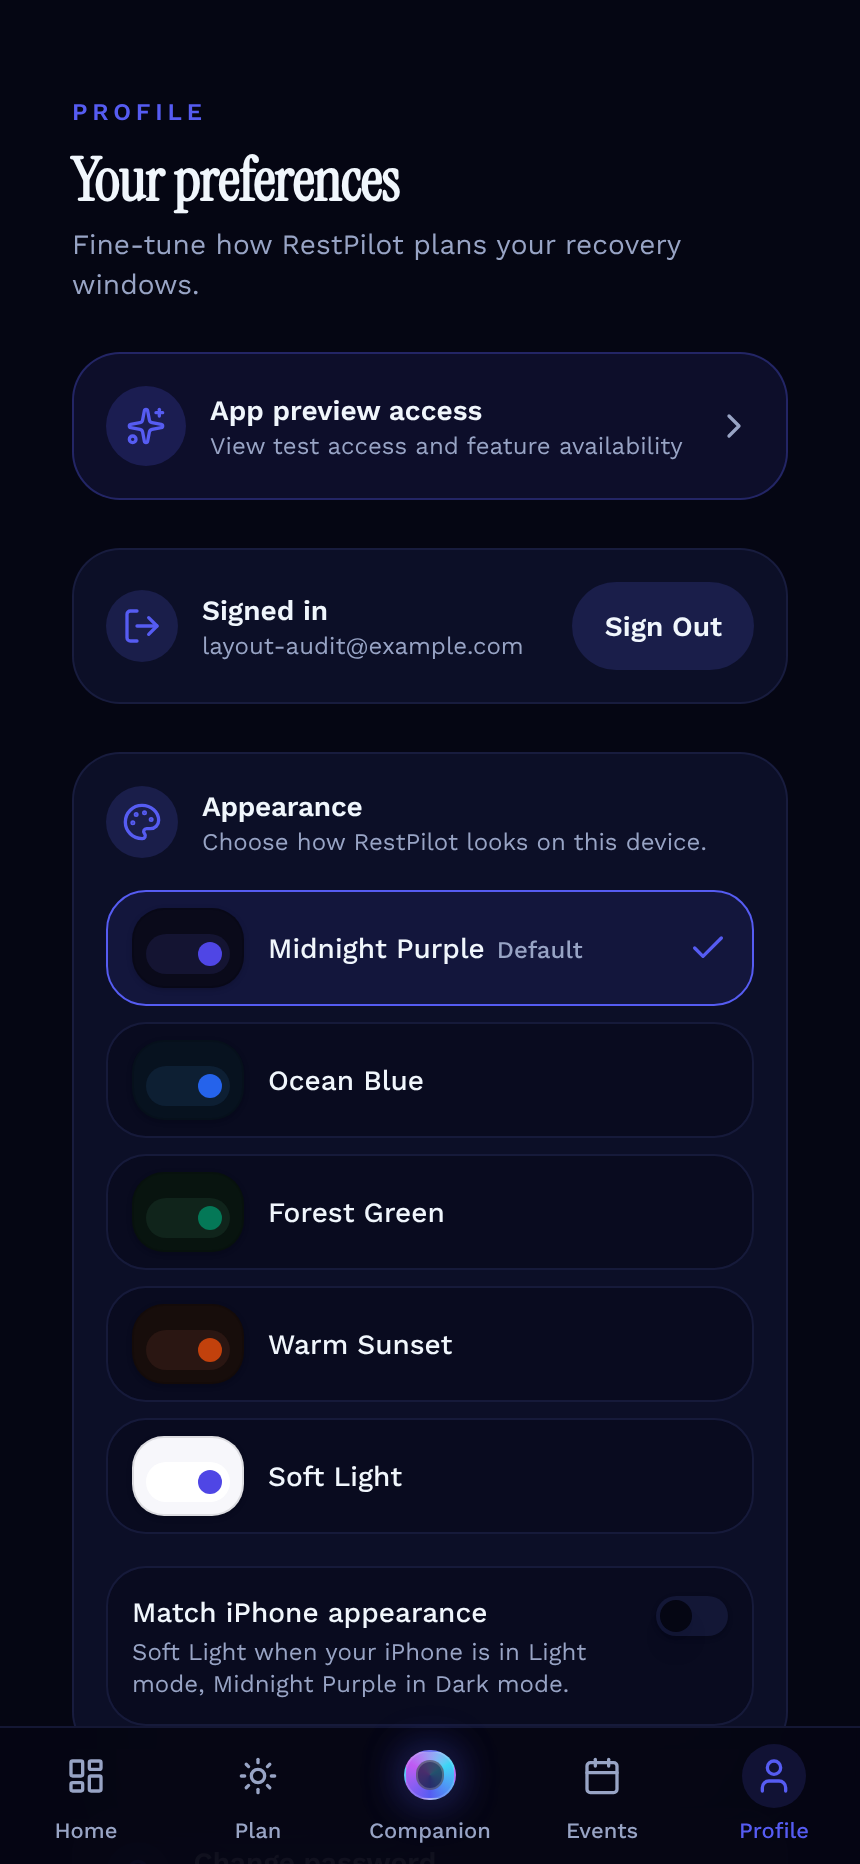 PROFILE
Your preferences
Fine-tune how RestPilot plans your recovery
windows.
App preview access
View test access and feature availability
Signed in
layout-audit@example.com
Sign Out
Appearance
Choose how RestPilot looks on this device.
Midnight Purple Default
Ocean Blue
Forest Green
Warm Sunset
Soft Light
Match iPhone appearance
Soft Light when your iPhone is in Light
mode, Midnight Purple in Dark mode.
Home
Plan
Companion
Events
Profile
Change password